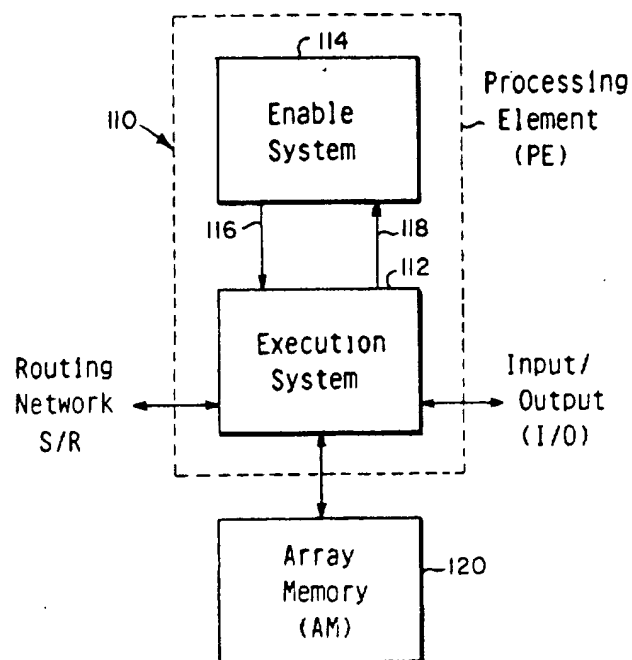 114
Enable
System
110
Processing
Element
(PE)
116
118
112
Execution
System
Routing
Network
S/R
Input/
Output
(I/O)
Array
Memory
(AM)
120